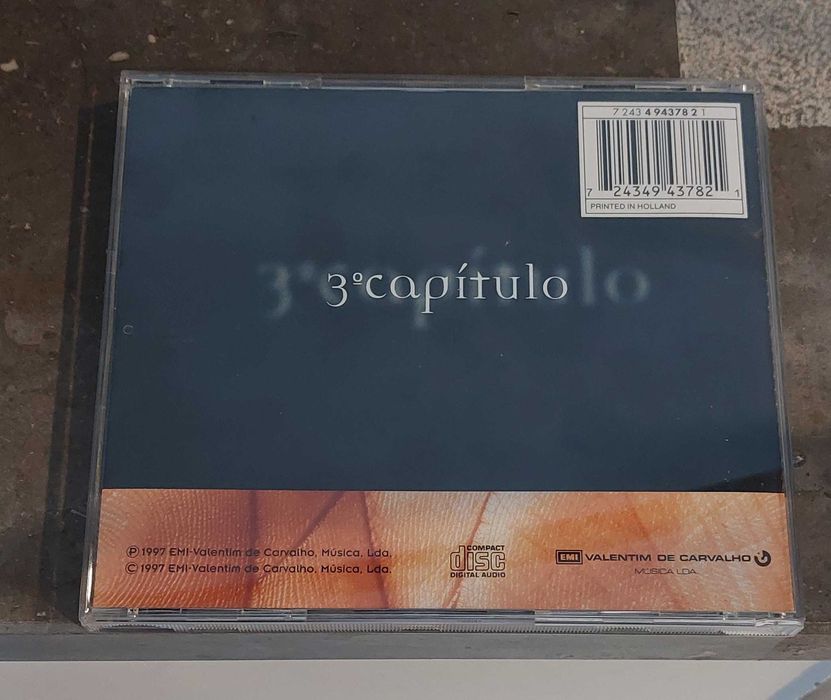 7 243 4 94378 2 1
7 24349 43782 1
PRINTED IN HOLLAND
3ºcapítulo
℗ 1997 EMI-Valentim de Carvalho, Música, Lda.
© 1997 EMI-Valentim de Carvalho, Música, Lda.
COMPACT
disc
DIGITAL AUDIO
EMI VALENTIM DE CARVALHO
MÚSICA LDA.